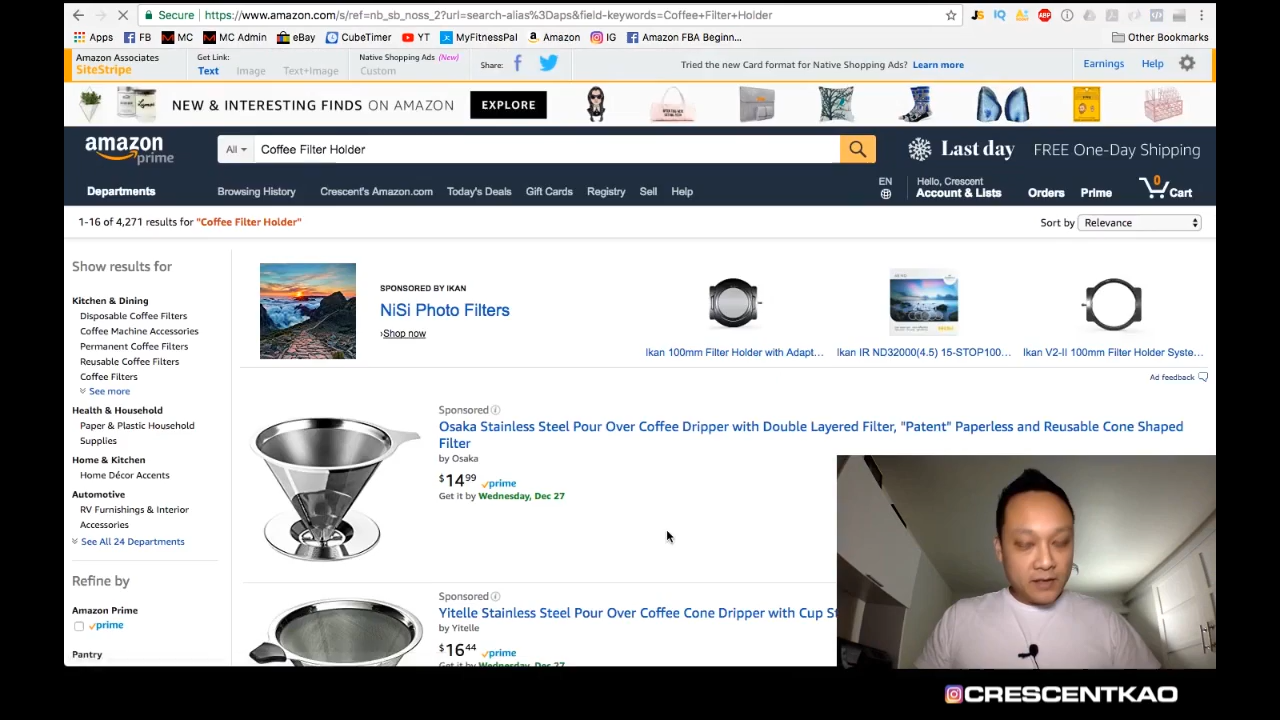 Secure | https://www.amazon.com/s/ref=nb_sb_noss_2?url=search-alias%3Daps&field-keywords=Coffee+Filter+Holder
Apps FB MC MC Admin eBay CubeTimer YT MyFitnessPal Amazon IG Amazon FBA Beginn... Other Bookmarks
Amazon Associates
SiteStripe
Get Link:
Text Image Text+Image
Native Shopping Ads (New)
Custom
Share:
Tried the new Card format for Native Shopping Ads? Learn more
Earnings Help
NEW & INTERESTING FINDS ON AMAZON EXPLORE
amazon
prime
All Coffee Filter Holder
Last day FREE One-Day Shipping
Departments Browsing History Crescent's Amazon.com Today's Deals Gift Cards Registry Sell Help
EN
Hello, Crescent
Account & Lists Orders Prime 0 Cart
1-16 of 4,271 results for "Coffee Filter Holder"
Sort by Relevance
Show results for
Kitchen & Dining
Disposable Coffee Filters
Coffee Machine Accessories
Permanent Coffee Filters
Reusable Coffee Filters
Coffee Filters
See more
Health & Household
Paper & Plastic Household
Supplies
Home & Kitchen
Home Décor Accents
Automotive
RV Furnishings & Interior
Accessories
See All 24 Departments
Refine by
Amazon Prime
prime
Pantry
SPONSORED BY IKAN
NiSi Photo Filters
›Shop now
Ikan 100mm Filter Holder with Adapt...
Ikan IR ND32000(4.5) 15-STOP100...
Ikan V2-II 100mm Filter Holder Syste...
Ad feedback
Sponsored
Osaka Stainless Steel Pour Over Coffee Dripper with Double Layered Filter, "Patent" Paperless and Reusable Cone Shaped
Filter
by Osaka
$14 99 prime
Get it by Wednesday, Dec 27
Sponsored
Yitelle Stainless Steel Pour Over Coffee Cone Dripper with Cup
by Yitelle
$16 44 prime
Get it by Wednesday, Dec 27
CRESCENTKAO